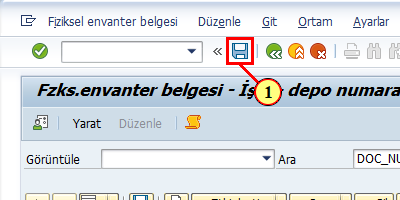 Fiziksel envanter belgesi Düzenle Git Ortam Ayarlar
«
Fzks.envanter belgesi - İş depo numara
1
Yarat Düzenle
Görüntüle Ara DOC_NU